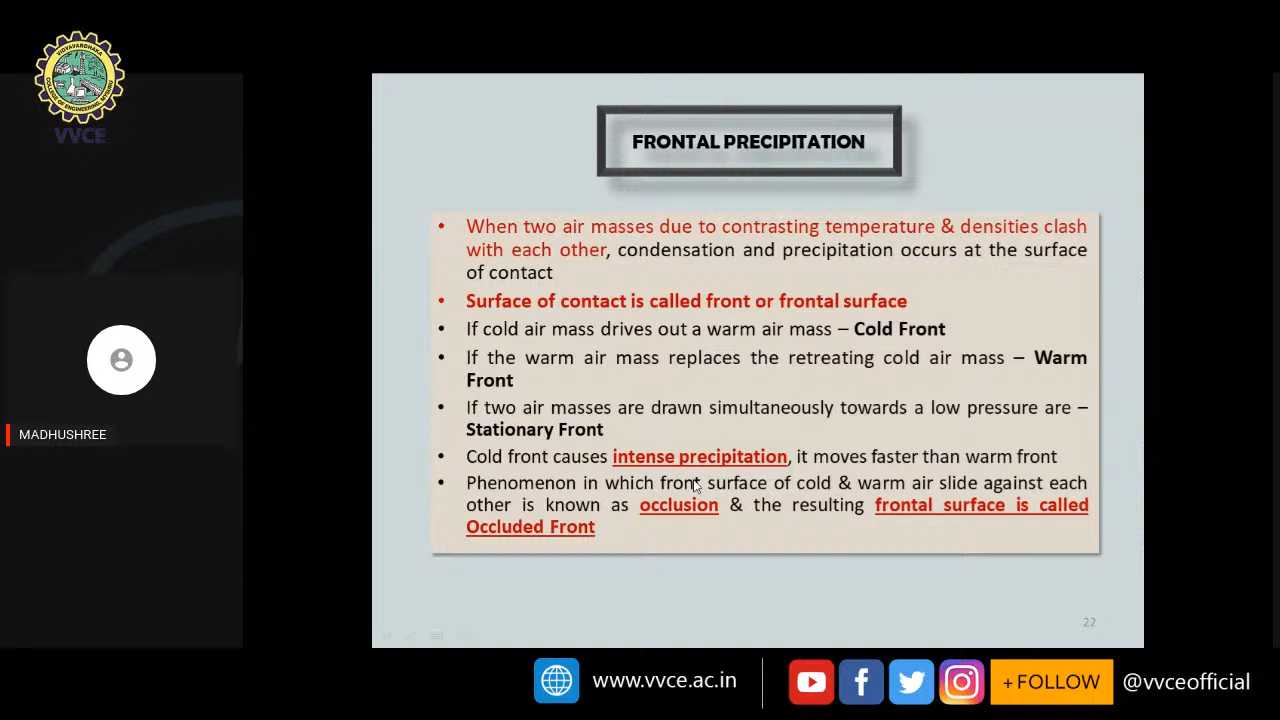 VIDYAVARDHAKA
COLLEGE OF ENGINEERING, MYSURU
VVCE
FRONTAL PRECIPITATION
• When two air masses due to contrasting temperature & densities clash
with each other, condensation and precipitation occurs at the surface
of contact
• Surface of contact is called front or frontal surface
• If cold air mass drives out a warm air mass – Cold Front
• If the warm air mass replaces the retreating cold air mass – Warm
Front
• If two air masses are drawn simultaneously towards a low pressure are –
Stationary Front
• Cold front causes intense precipitation, it moves faster than warm front
• Phenomenon in which front surface of cold & warm air slide against each
other is known as occlusion & the resulting frontal surface is called
Occluded Front
MADHUSHREE
22
www.vvce.ac.in
+ FOLLOW
@vvceofficial